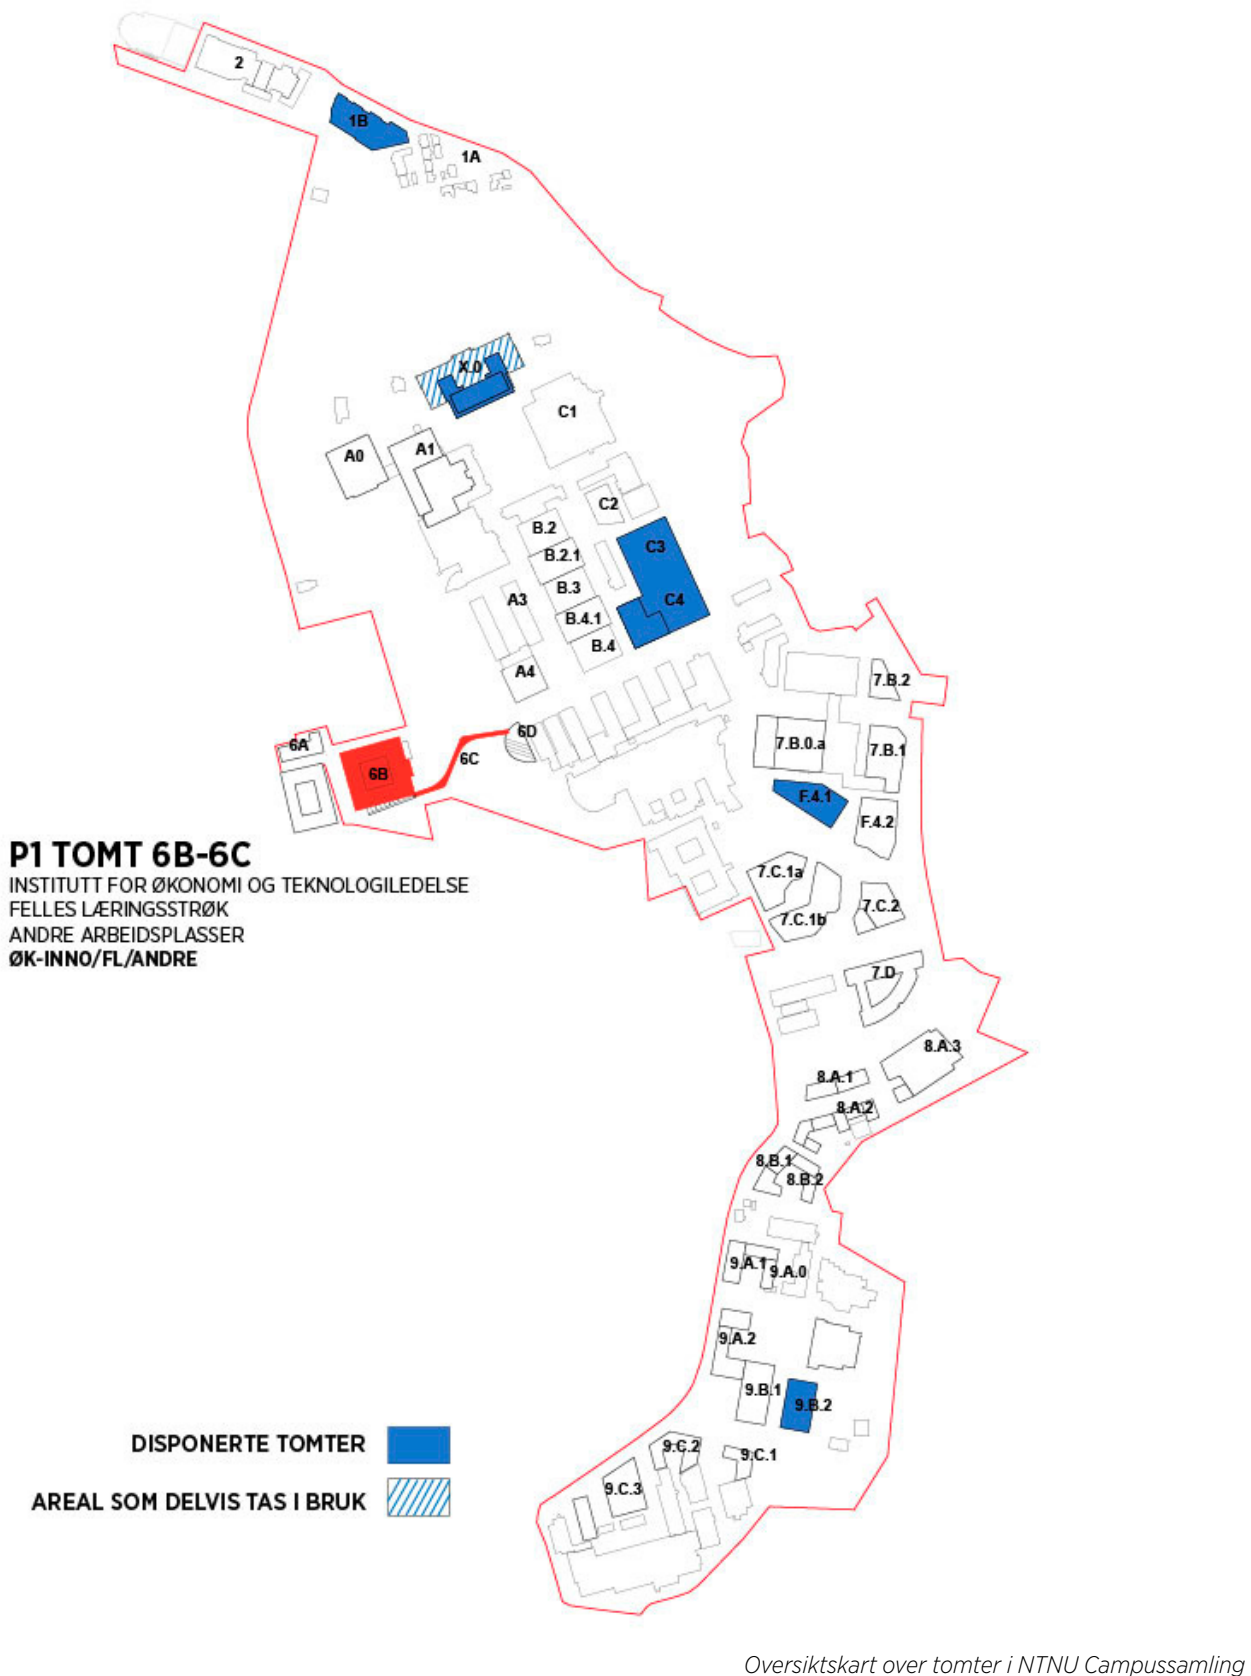 2
1B
1A
X.0
C1
A0
A1
C2
B.2
C3
B.2.1
B.3
A3
C4
B.4.1
B.4
A4
7.B.2
6D
6A
6C
7.B.0.a
7.B.1
6B
F.4.1
F.4.2
P1 TOMT 6B-6C
INSTITUTT FOR ØKONOMI OG TEKNOLOGILEDELSE
FELLES LÆRINGSSTRØK
ANDRE ARBEIDSPLASSER
ØK-INNO/FL/ANDRE
7.C.1a
7.C.2
7.C.1b
7.D
8.A.3
8.A.1
8.A.2
8.B.1
8.B.2
9.A.1
9.A.0
9.A.2
9.B.1
9.B.2
DISPONERTE TOMTER
9.C.2
9.C.1
9.C.3
AREAL SOM DELVIS TAS I BRUK
Oversiktskart over tomter i NTNU Campussamling